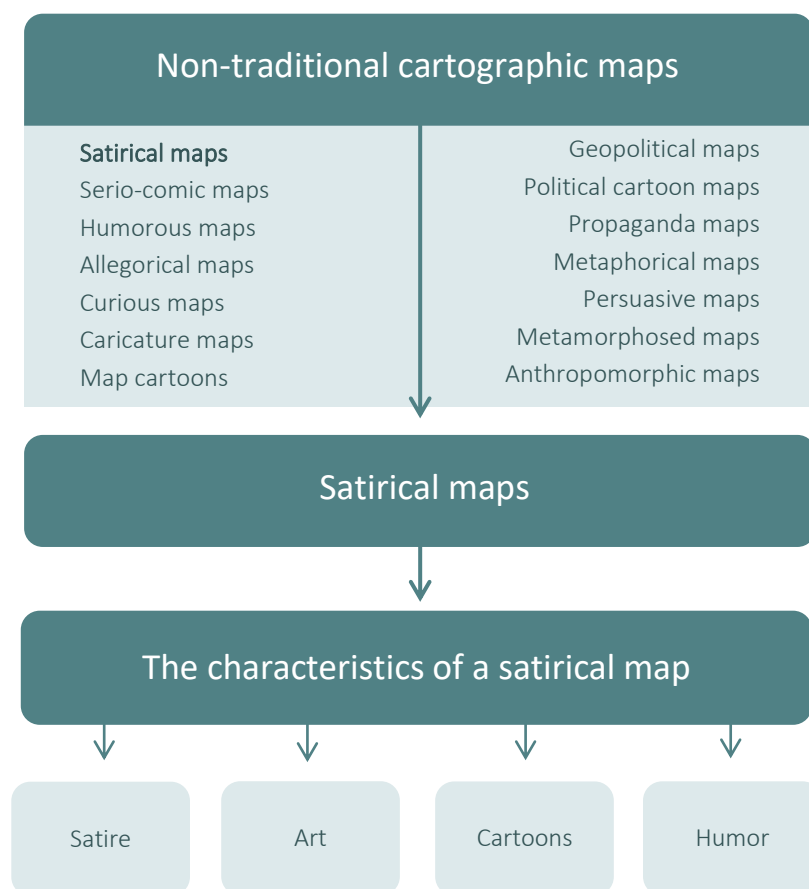 Non-traditional cartographic maps
Satirical maps
Serio-comic maps
Humorous maps
Allegorical maps
Curious maps
Caricature maps
Map cartoons
Geopolitical maps
Political cartoon maps
Propaganda maps
Metaphorical maps
Persuasive maps
Metamorphosed maps
Anthropomorphic maps
Satirical maps
The characteristics of a satirical map
Satire
Art
Cartoons
Humor